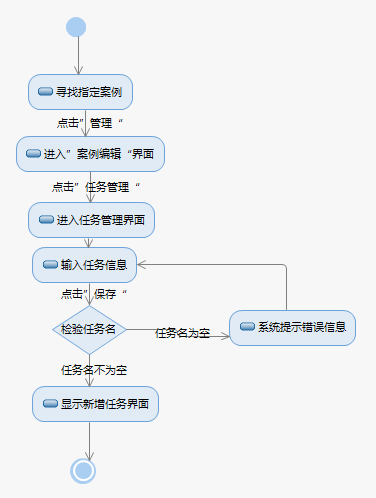 寻找指定案例
点击”管理“
进入”案例编辑“界面
点击”任务管理“
进入任务管理界面
输入任务信息
点击”保存“
检验任务名
任务名为空
系统提示错误信息
任务名不为空
显示新增任务界面